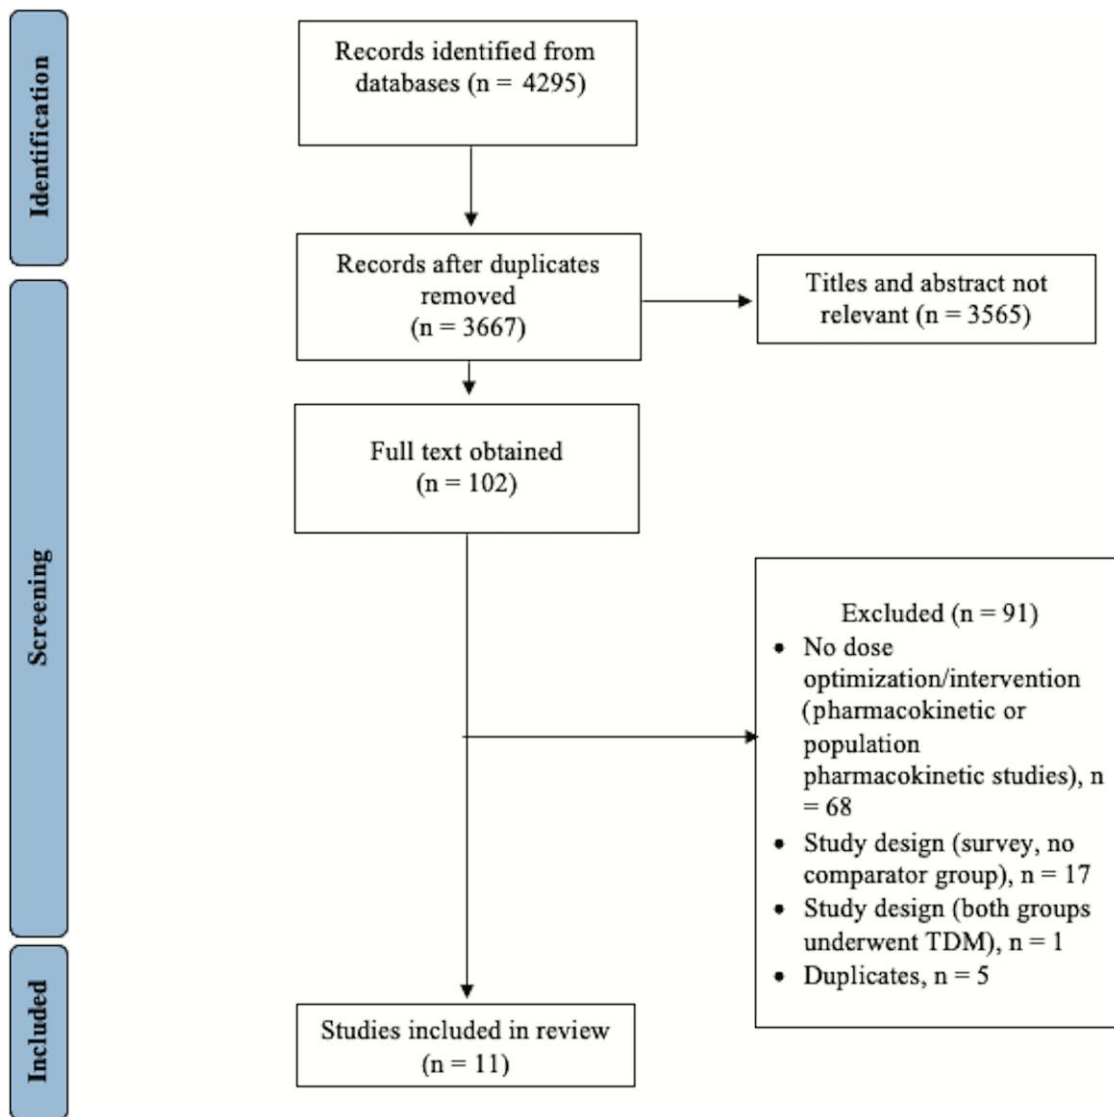 Identification
Records identified from
databases (n = 4295)
Records after duplicates
removed
(n = 3667)
Titles and abstract not
relevant (n = 3565)
Screening
Full text obtained
(n = 102)
Excluded (n = 91)
• No dose
optimization/intervention
(pharmacokinetic or
population
pharmacokinetic studies), n
= 68
• Study design (survey, no
comparator group), n = 17
• Study design (both groups
underwent TDM), n = 1
• Duplicates, n = 5
Included
Studies included in review
(n = 11)